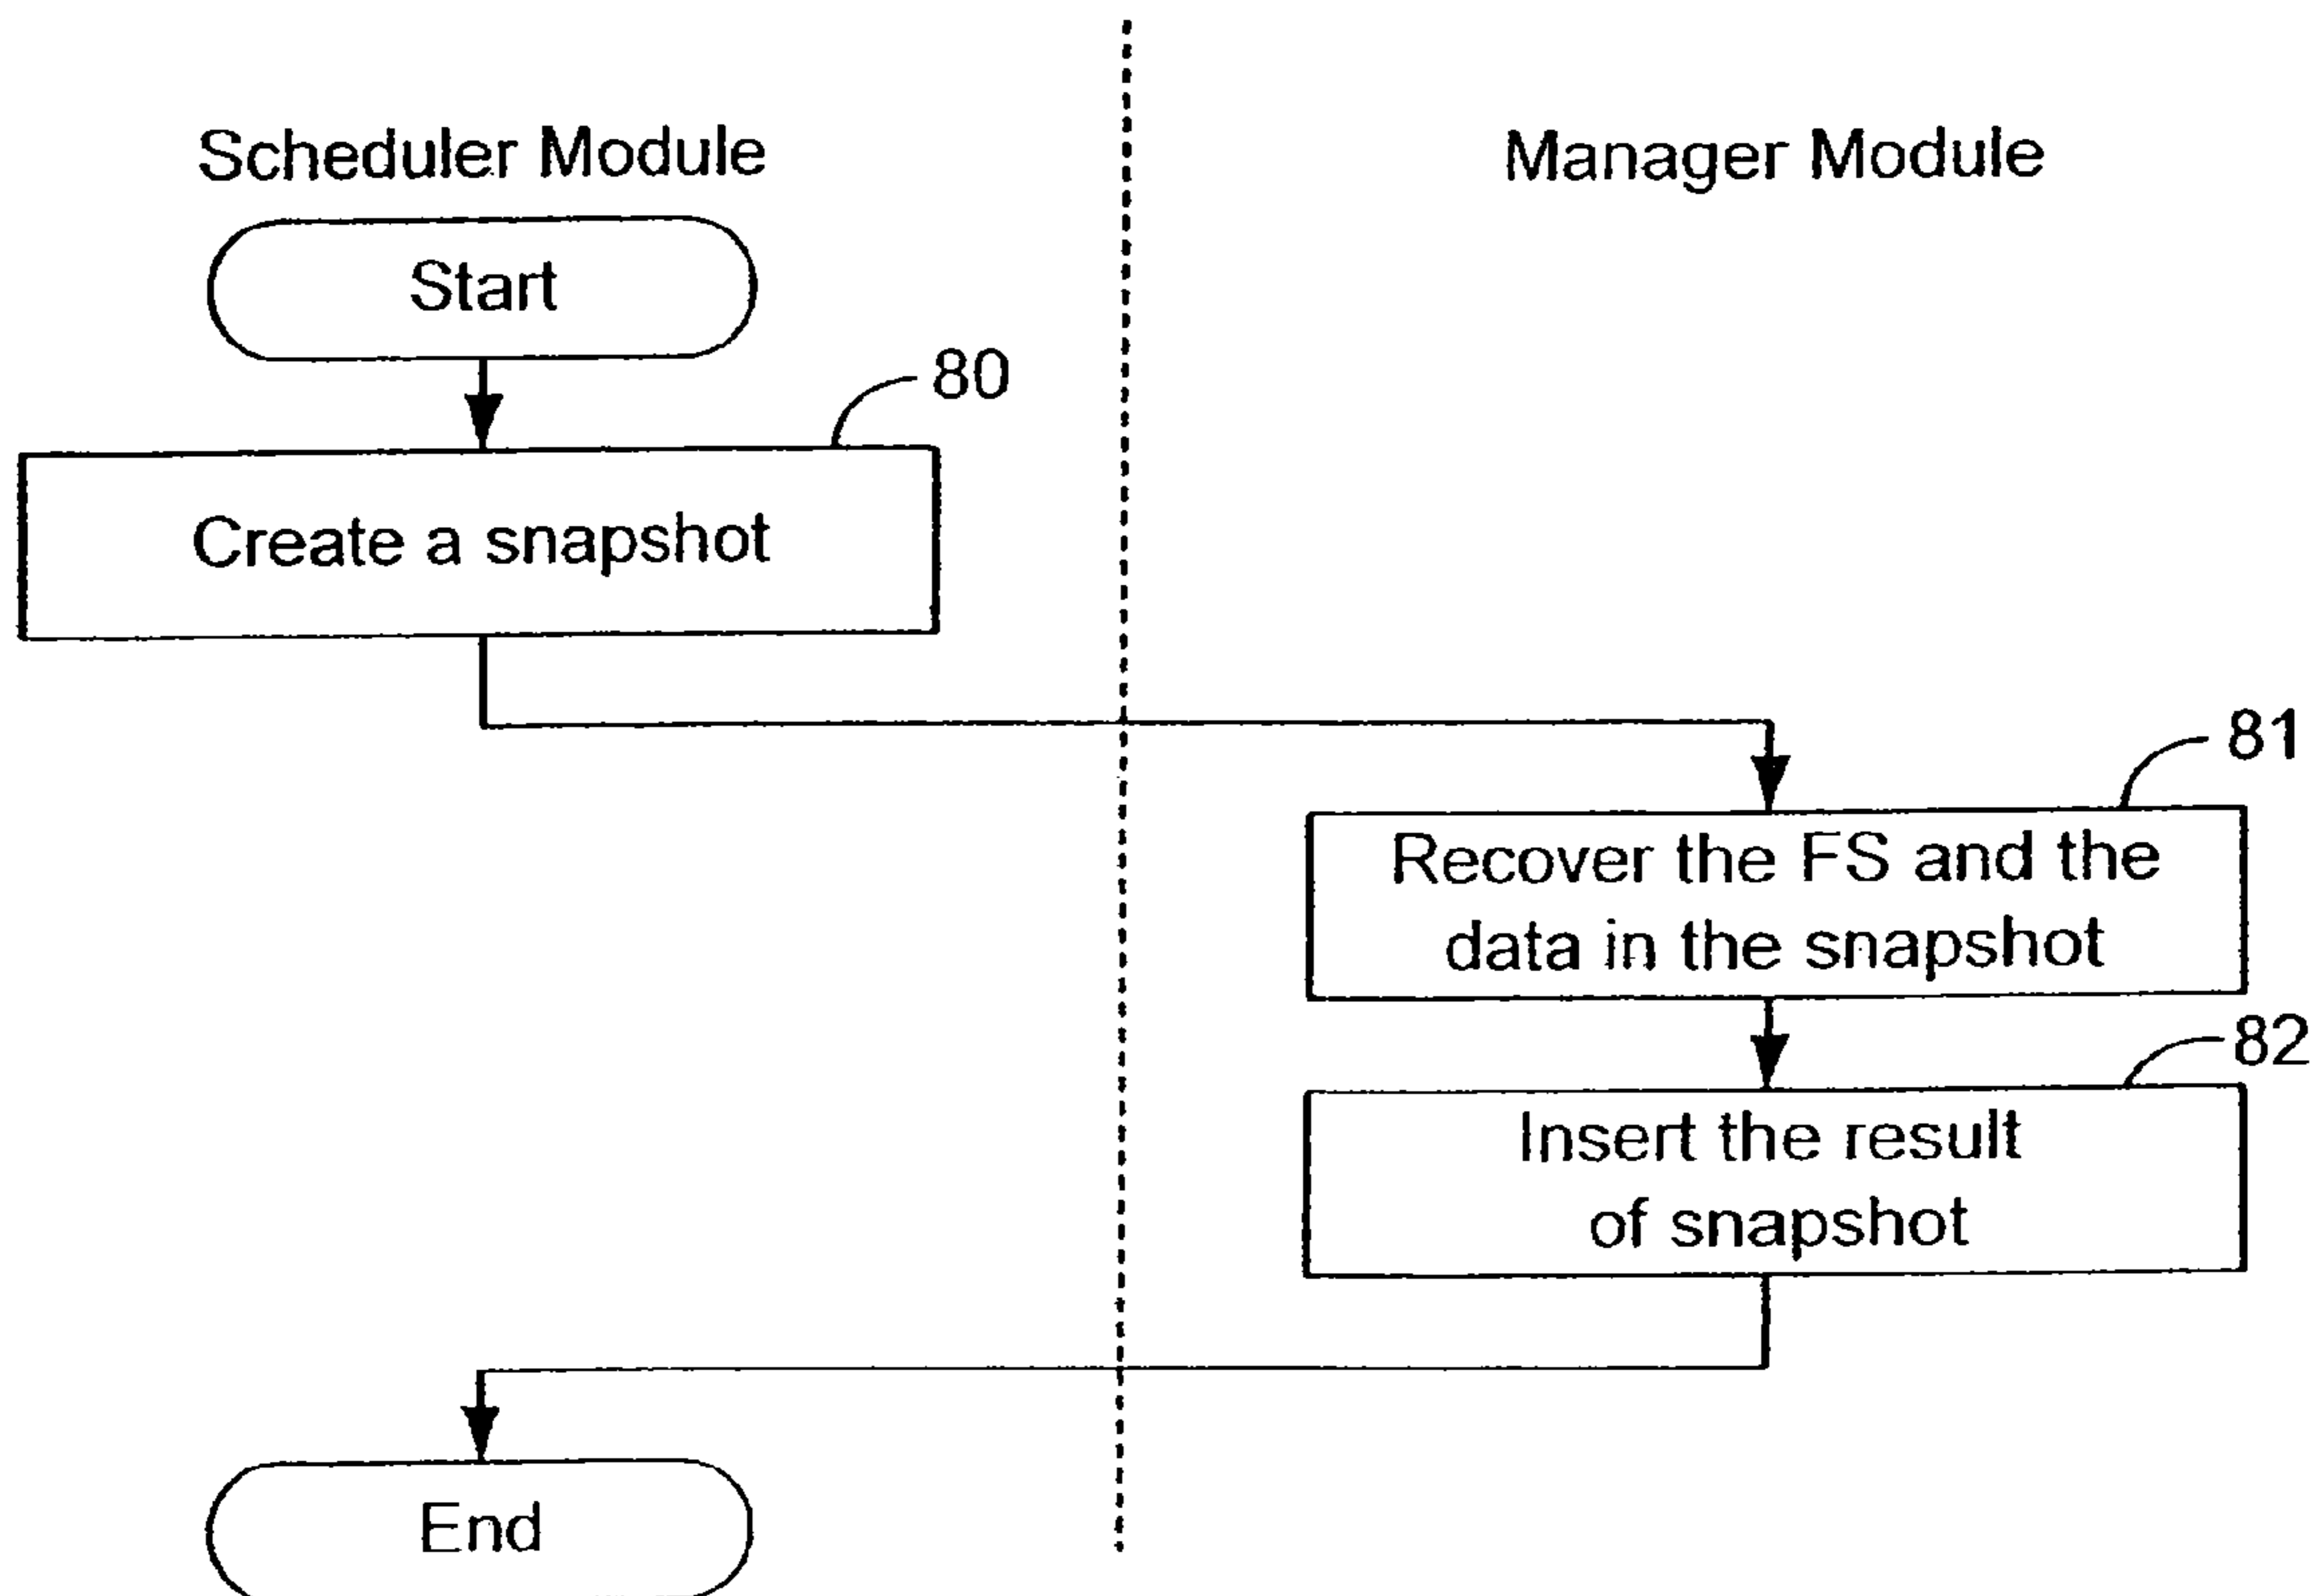 Scheduler Module
Manager Module
Start
80
Create a snapshot
81
Recover the FS and the
data in the snapshot
82
Insert the result
of snapshot
End